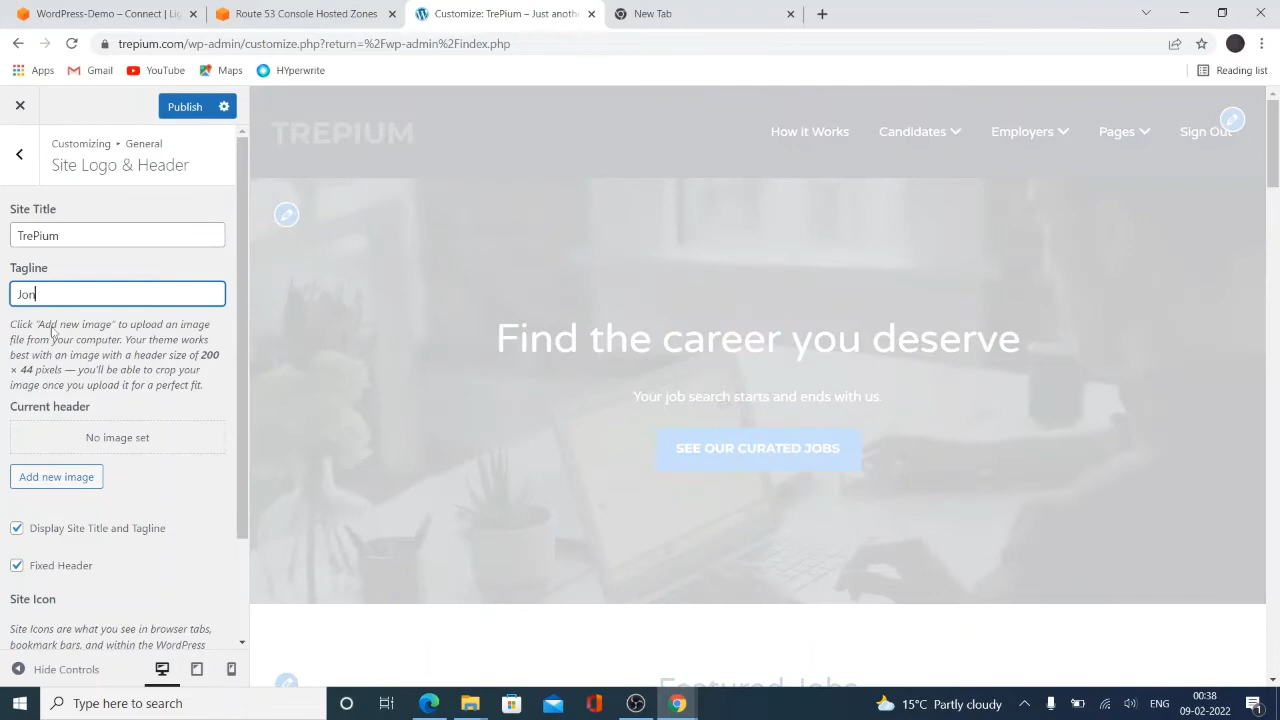 Womposo-DB - Connect | Lig
Route 53 Console Hosted Zones
Customize: TrePium – Just anoth
New Tab
trepium.com/wp-admin/customize.php?return=%2Fwp-admin%2Findex.php
Apps
Gmail
YouTube
Maps
HYperwrite
Reading list
Publish
Customizing ▸ General
Site Logo & Header
Site Title
TrePium
Tagline
Jon
Click "Add new image" to upload an image
file from your computer. Your theme works
best with an image with a header size of 200
× 44 pixels — you'll be able to crop your
image once you upload it for a perfect fit.
Current header
No image set
Add new image
Display Site Title and Tagline
Fixed Header
Site Icon
Site Icons are what you see in browser tabs,
bookmark bars, and within the WordPress
Hide Controls
TREPIUM
How it Works
Candidates
Employers
Pages
Sign Out
Find the career you deserve
Your job search starts and ends with us.
SEE OUR CURATED JOBS
Featured Jobs
Type here to search
15°C Partly cloudy
ENG
00:38
09-02-2022
1